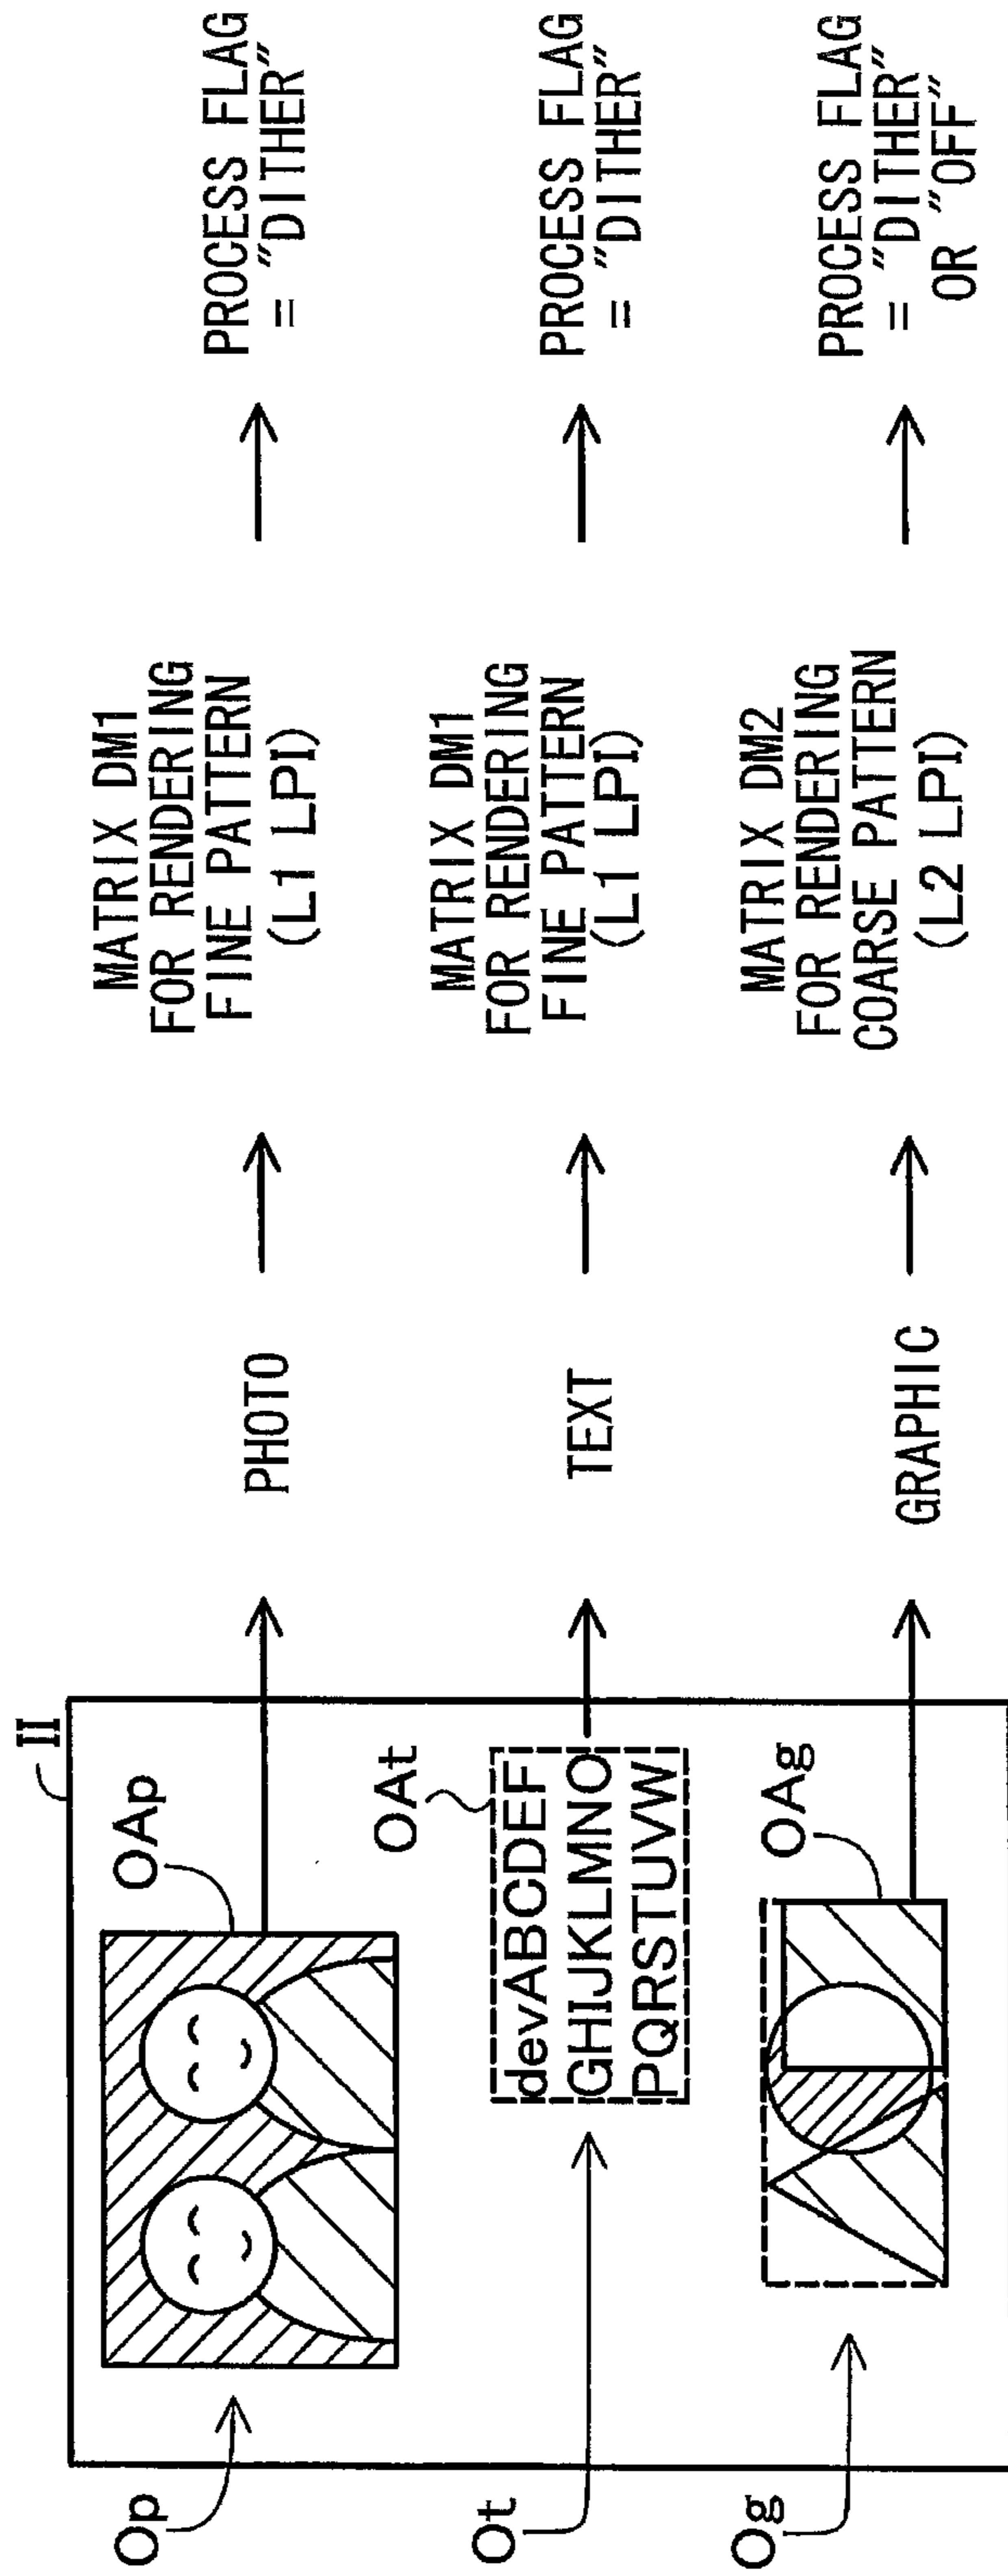 II
Op
OAp
PHOTO
MATRIX DM1
FOR RENDERING
FINE PATTERN
(L1 LPI)
PROCESS FLAG
="DITHER"
Ot
OAt
devABCDEF
GHIJKLMNO
PQRSTUVW
TEXT
MATRIX DM1
FOR RENDERING
FINE PATTERN
(L1 LPI)
PROCESS FLAG
="DITHER"
Og
OAg
GRAPHIC
MATRIX DM2
FOR RENDERING
COARSE PATTERN
(L2 LPI)
PROCESS FLAG
="DITHER"
OR "OFF"